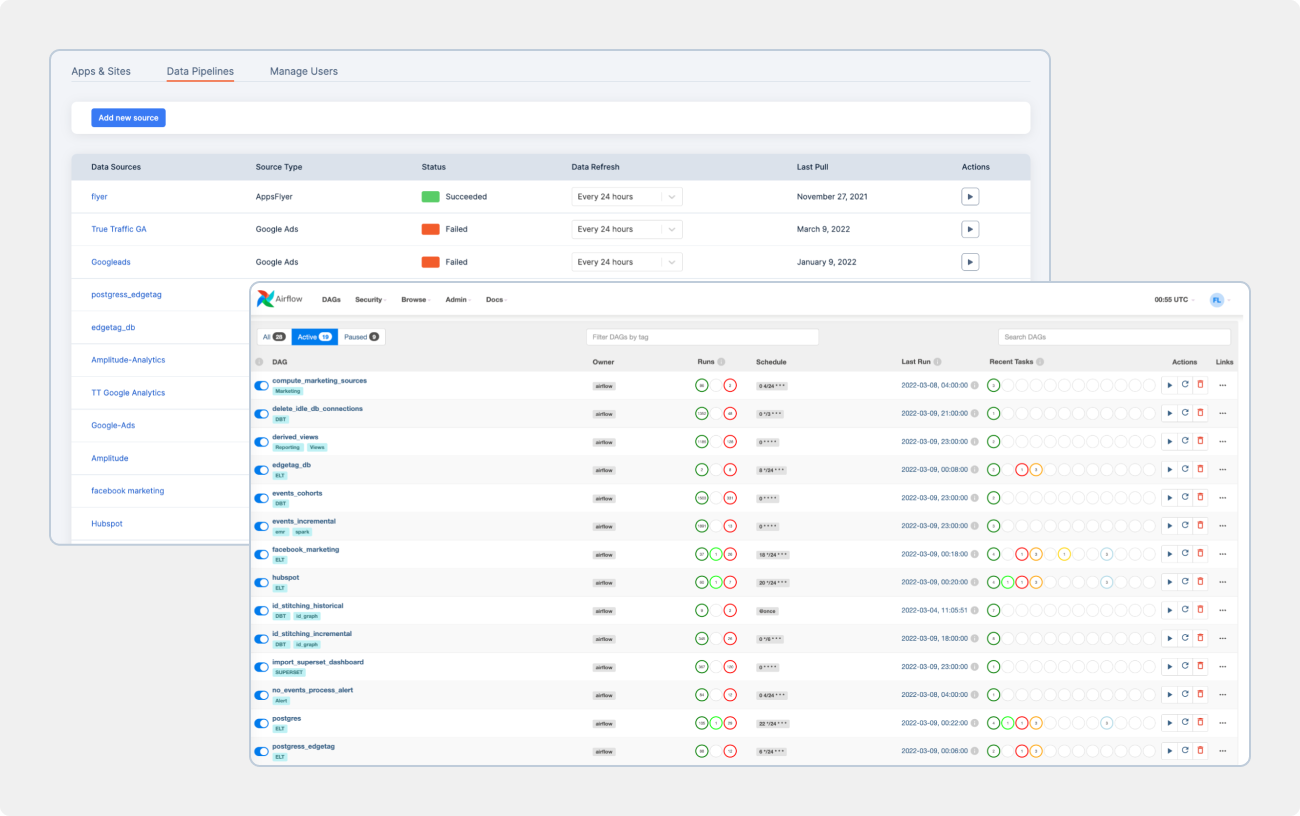 Apps & Sites Data Pipelines Manage Users
Add new source
Data Sources Source Type Status Data Refresh Last Pull Actions
flyer AppsFlyer Succeeded Every 24 hours November 27, 2021
True Traffic GA Google Ads Failed Every 24 hours March 9, 2022
Googleads Google Ads Failed Every 24 hours January 9, 2022
postgress_edgetag
edgetag_db
Amplitude-Analytics
TT Google Analytics
Google-Ads
Amplitude
facebook marketing
Hubspot
Airflow DAGs Security Browse Admin Docs 00:55 UTC FL
All 28 Active 19 Paused 9 Filter DAGs by tag Search DAGs
DAG Owner Runs Schedule Last Run Recent Tasks Actions Links
compute_marketing_sources
Marketing airflow 0 4/24 * * * 2022-03-08, 04:00:00
delete_idle_db_connections
DBT airflow 0 */3 * * * 2022-03-09, 21:00:00
derived_views
Reporting Views airflow 0 * * * * 2022-03-09, 23:00:00
edgetag_db
ELT airflow 8 */24 * * * 2022-03-09, 00:08:00
events_cohorts
DBT airflow 0 * * * * 2022-03-09, 23:00:00
events_incremental
emr spark airflow 0 * * * * 2022-03-09, 23:00:00
facebook_marketing
ELT airflow 18 */24 * * * 2022-03-09, 00:18:00
hubspot
ELT airflow 20 */24 * * * 2022-03-09, 00:20:00
id_stitching_historical
DBT id_graph airflow @once 2022-03-04, 11:05:51
id_stitching_incremental
DBT id_graph airflow 0 */6 * * * 2022-03-09, 18:00:00
import_superset_dashboard
SUPERSET airflow 0 * * * * 2022-03-09, 23:00:00
no_events_process_alert
Alert airflow 0 4/24 * * * 2022-03-08, 04:00:00
postgres
ELT airflow 22 */24 * * * 2022-03-09, 00:22:00
postgress_edgetag
ELT airflow 6 */24 * * * 2022-03-09, 00:06:00